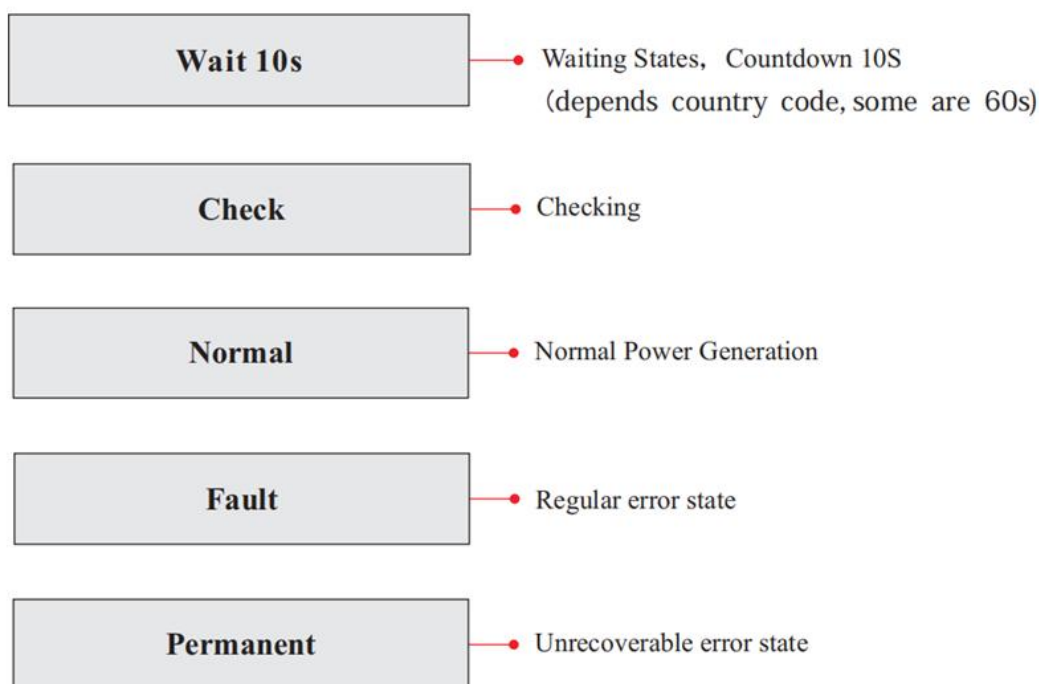 Wait 10s
Waiting States, Countdown 10S
(depends country code, some are 60s)
Check
Checking
Normal
Normal Power Generation
Fault
Regular error state
Permanent
Unrecoverable error state